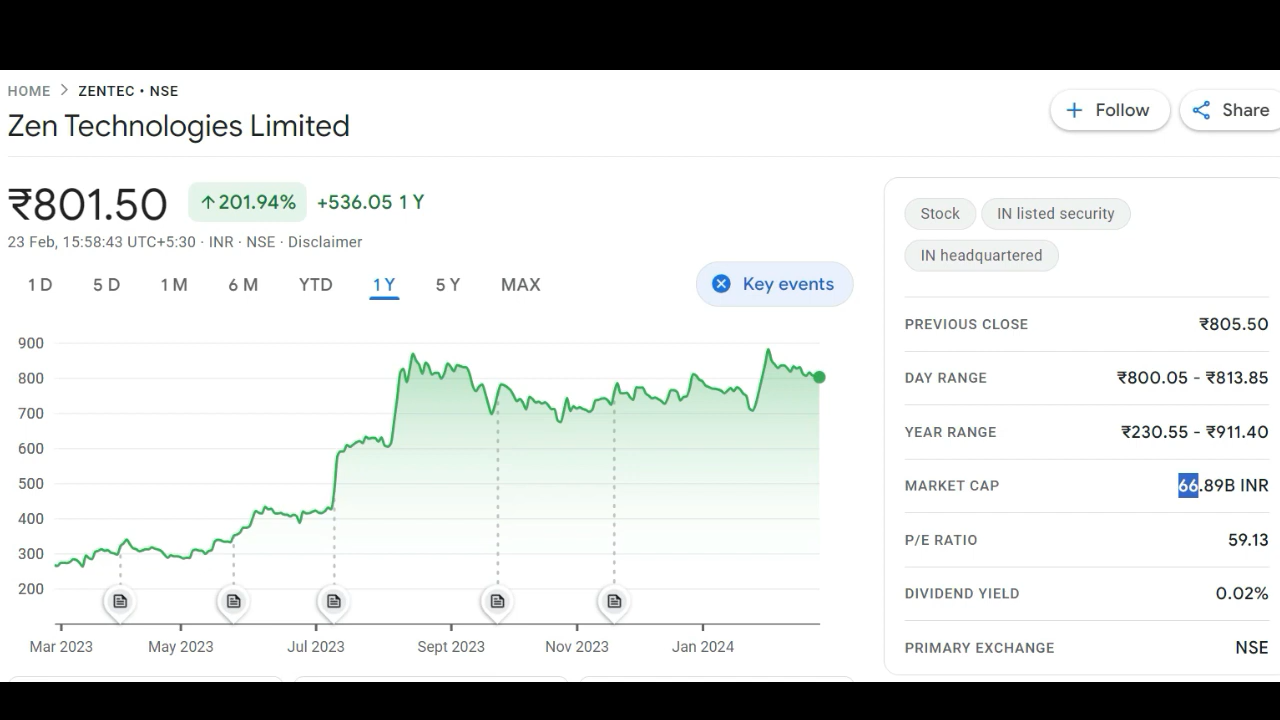 HOME > ZENTEC • NSE
Zen Technologies Limited
+ Follow
Share
₹801.50 ↑201.94% +536.05 1 Y
23 Feb, 15:58:43 UTC+5:30 · INR · NSE · Disclaimer
1 D 5 D 1 M 6 M YTD 1 Y 5 Y MAX
Key events
900
800
700
600
500
400
300
200
Mar 2023 May 2023 Jul 2023 Sept 2023 Nov 2023 Jan 2024
Stock IN listed security
IN headquartered
PREVIOUS CLOSE ₹805.50
DAY RANGE ₹800.05 - ₹813.85
YEAR RANGE ₹230.55 - ₹911.40
MARKET CAP 66.89B INR
P/E RATIO 59.13
DIVIDEND YIELD 0.02%
PRIMARY EXCHANGE NSE